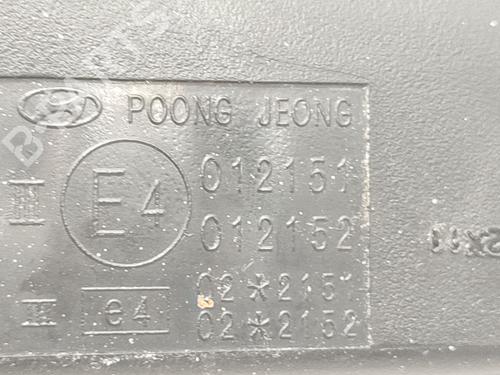 POONG JEONG
III E4 012151
012152
II e4 02*2151
02*2152